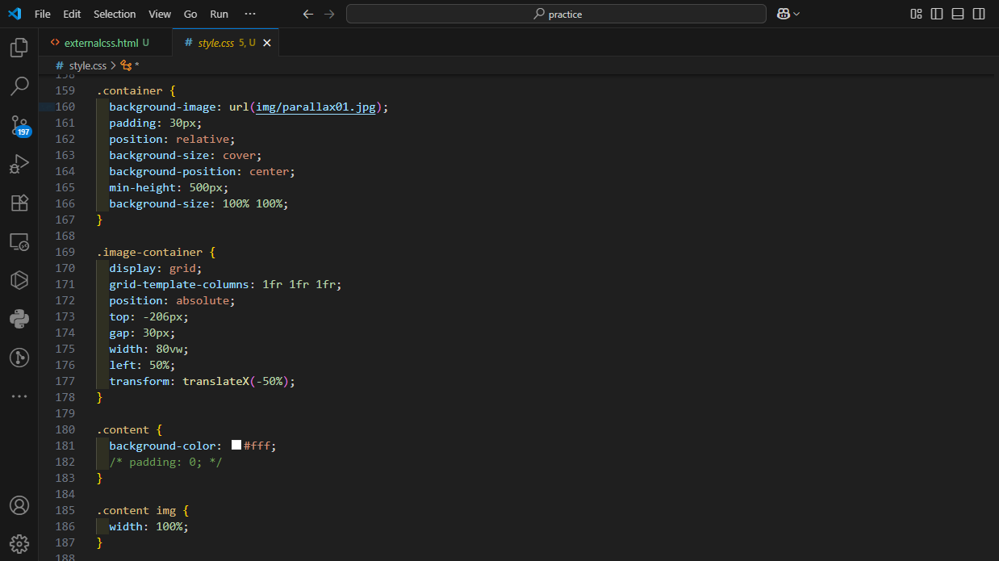 File Edit Selection View Go Run ··· ← → practice
externalcss.html U # style.css 5, U ×
# style.css > *
158
159 .container {
160 background-image: url(img/parallax01.jpg);
161 padding: 30px;
162 position: relative;
163 background-size: cover;
164 background-position: center;
165 min-height: 500px;
166 background-size: 100% 100%;
167 }
168
169 .image-container {
170 display: grid;
171 grid-template-columns: 1fr 1fr 1fr;
172 position: absolute;
173 top: -206px;
174 gap: 30px;
175 width: 80vw;
176 left: 50%;
177 transform: translateX(-50%);
178 }
179
180 .content {
181 background-color: #fff;
182 /* padding: 0; */
183 }
184
185 .content img {
186 width: 100%;
187 }
188
197